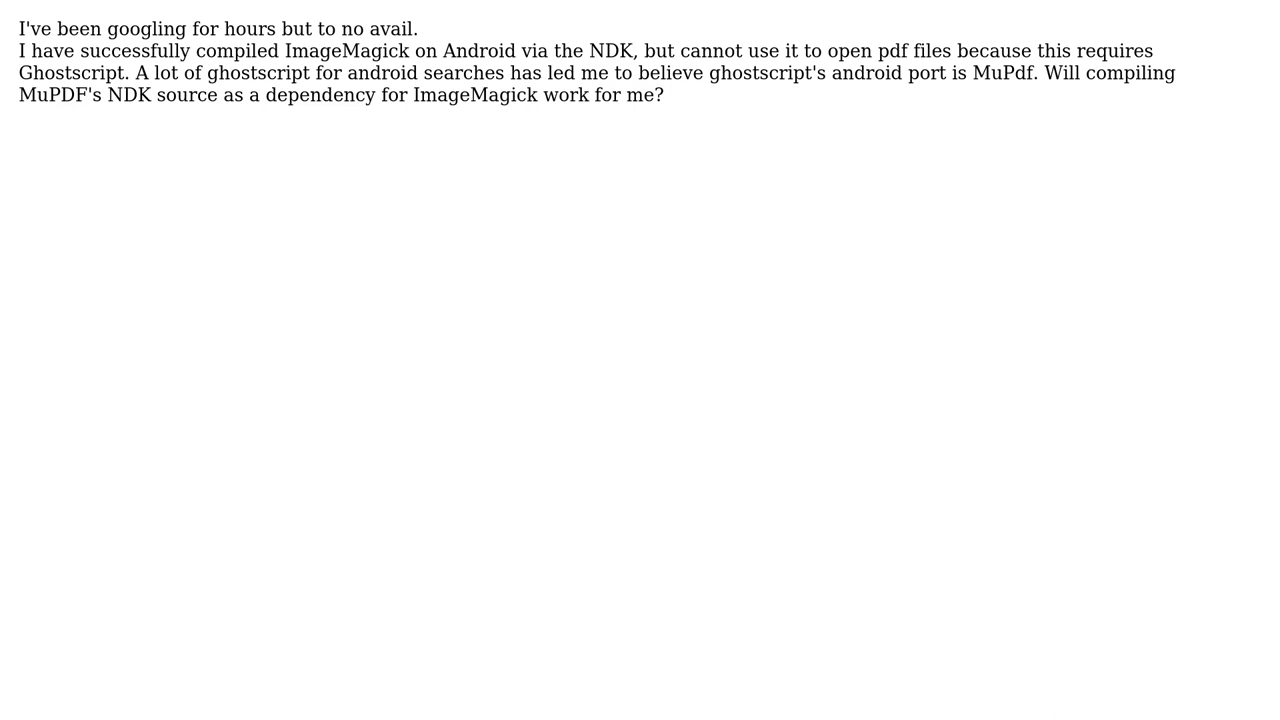 I've been googling for hours but to no avail.
I have successfully compiled ImageMagick on Android via the NDK, but cannot use it to open pdf files because this requires
Ghostscript. A lot of ghostscript for android searches has led me to believe ghostscript's android port is MuPdf. Will compiling
MuPDF's NDK source as a dependency for ImageMagick work for me?